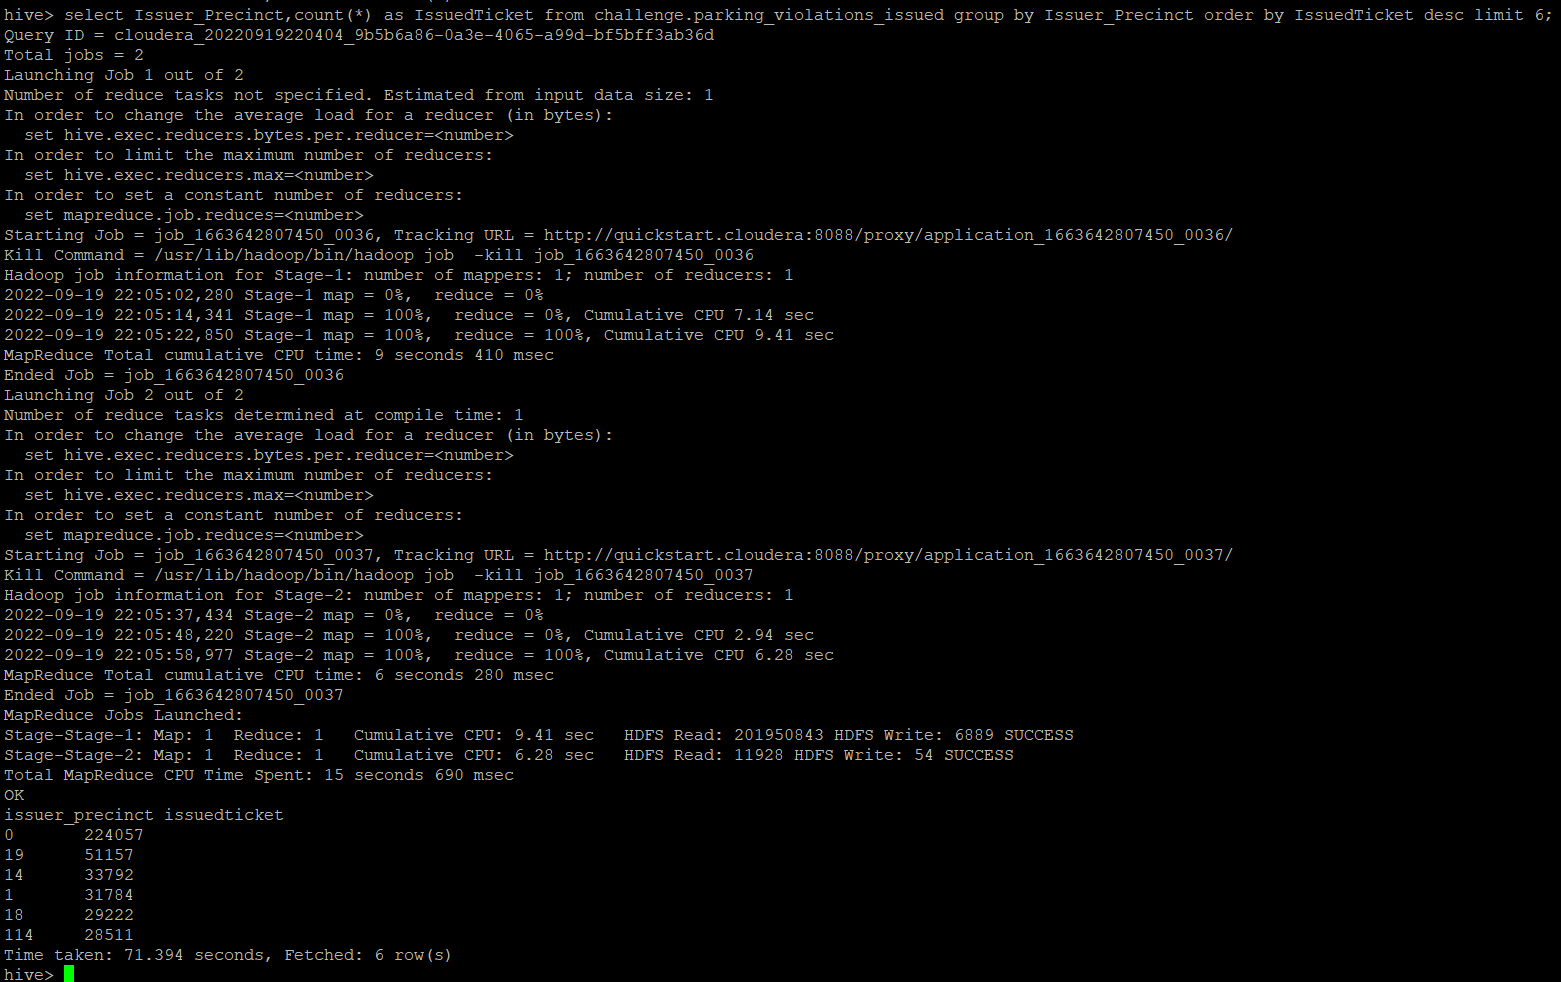 hive> select Issuer_Precinct,count(*) as IssuedTicket from challenge.parking_violations_issued group by Issuer_Precinct order by IssuedTicket desc limit 6;
Query ID = cloudera_20220919220404_9b5b6a86-0a3e-4065-a99d-bf5bff3ab36d
Total jobs = 2
Launching Job 1 out of 2
Number of reduce tasks not specified. Estimated from input data size: 1
In order to change the average load for a reducer (in bytes):
  set hive.exec.reducers.bytes.per.reducer=<number>
In order to limit the maximum number of reducers:
  set hive.exec.reducers.max=<number>
In order to set a constant number of reducers:
  set mapreduce.job.reduces=<number>
Starting Job = job_1663642807450_0036, Tracking URL = http://quickstart.cloudera:8088/proxy/application_1663642807450_0036/
Kill Command = /usr/lib/hadoop/bin/hadoop job  -kill job_1663642807450_0036
Hadoop job information for Stage-1: number of mappers: 1; number of reducers: 1
2022-09-19 22:05:02,280 Stage-1 map = 0%,  reduce = 0%
2022-09-19 22:05:14,341 Stage-1 map = 100%,  reduce = 0%, Cumulative CPU 7.14 sec
2022-09-19 22:05:22,850 Stage-1 map = 100%,  reduce = 100%, Cumulative CPU 9.41 sec
MapReduce Total cumulative CPU time: 9 seconds 410 msec
Ended Job = job_1663642807450_0036
Launching Job 2 out of 2
Number of reduce tasks determined at compile time: 1
In order to change the average load for a reducer (in bytes):
  set hive.exec.reducers.bytes.per.reducer=<number>
In order to limit the maximum number of reducers:
  set hive.exec.reducers.max=<number>
In order to set a constant number of reducers:
  set mapreduce.job.reduces=<number>
Starting Job = job_1663642807450_0037, Tracking URL = http://quickstart.cloudera:8088/proxy/application_1663642807450_0037/
Kill Command = /usr/lib/hadoop/bin/hadoop job  -kill job_1663642807450_0037
Hadoop job information for Stage-2: number of mappers: 1; number of reducers: 1
2022-09-19 22:05:37,434 Stage-2 map = 0%,  reduce = 0%
2022-09-19 22:05:48,220 Stage-2 map = 100%,  reduce = 0%, Cumulative CPU 2.94 sec
2022-09-19 22:05:58,977 Stage-2 map = 100%,  reduce = 100%, Cumulative CPU 6.28 sec
MapReduce Total cumulative CPU time: 6 seconds 280 msec
Ended Job = job_1663642807450_0037
MapReduce Jobs Launched:
Stage-Stage-1: Map: 1  Reduce: 1   Cumulative CPU: 9.41 sec   HDFS Read: 201950843 HDFS Write: 6889 SUCCESS
Stage-Stage-2: Map: 1  Reduce: 1   Cumulative CPU: 6.28 sec   HDFS Read: 11928 HDFS Write: 54 SUCCESS
Total MapReduce CPU Time Spent: 15 seconds 690 msec
OK
issuer_precinct issuedticket
0       224057
19      51157
14      33792
1       31784
18      29222
114     28511
Time taken: 71.394 seconds, Fetched: 6 row(s)
hive>